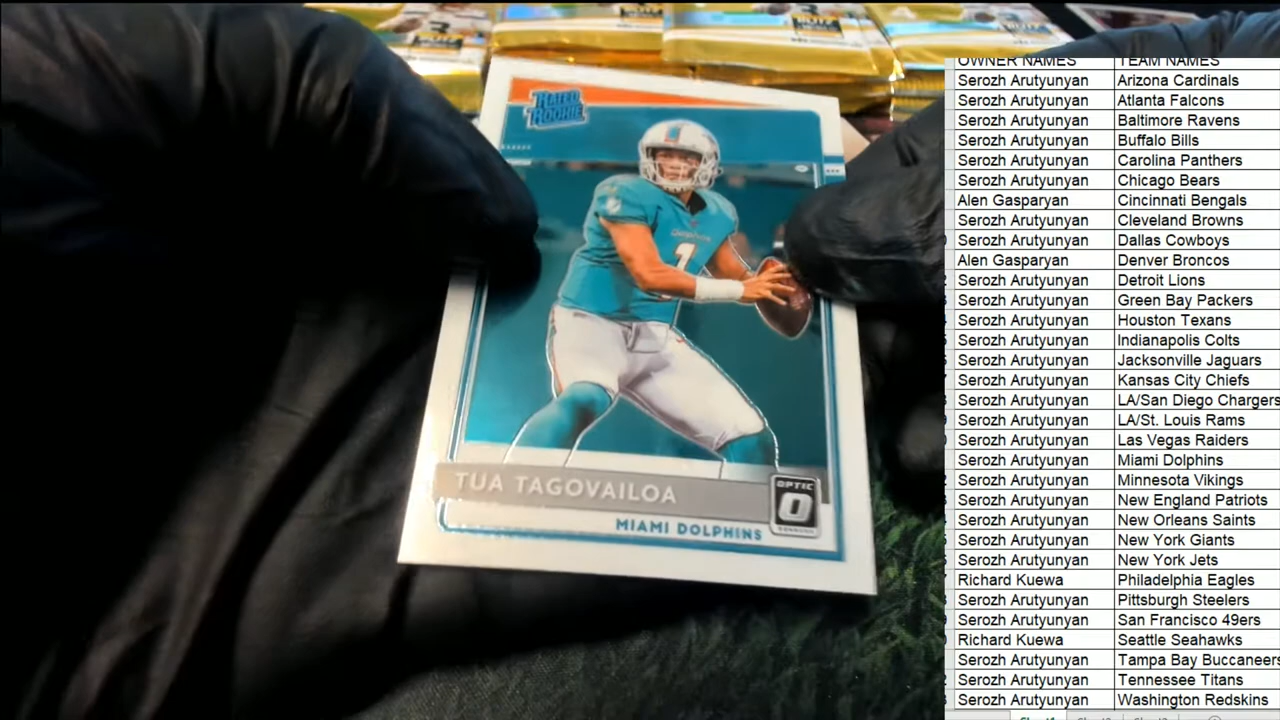 BLITZ
BLITZ
RATED
ROOKIE
Dolphins
1
TUA TAGOVAILOA
OPTIC
O
DONRUSS
MIAMI DOLPHINS
OWNER NAMES TEAM NAMES
Serozh Arutyunyan Arizona Cardinals
Serozh Arutyunyan Atlanta Falcons
Serozh Arutyunyan Baltimore Ravens
Serozh Arutyunyan Buffalo Bills
Serozh Arutyunyan Carolina Panthers
Serozh Arutyunyan Chicago Bears
Alen Gasparyan Cincinnati Bengals
Serozh Arutyunyan Cleveland Browns
Serozh Arutyunyan Dallas Cowboys
Alen Gasparyan Denver Broncos
Serozh Arutyunyan Detroit Lions
Serozh Arutyunyan Green Bay Packers
Serozh Arutyunyan Houston Texans
Serozh Arutyunyan Indianapolis Colts
Serozh Arutyunyan Jacksonville Jaguars
Serozh Arutyunyan Kansas City Chiefs
Serozh Arutyunyan LA/San Diego Chargers
Serozh Arutyunyan LA/St. Louis Rams
Serozh Arutyunyan Las Vegas Raiders
Serozh Arutyunyan Miami Dolphins
Serozh Arutyunyan Minnesota Vikings
Serozh Arutyunyan New England Patriots
Serozh Arutyunyan New Orleans Saints
Serozh Arutyunyan New York Giants
Serozh Arutyunyan New York Jets
Richard Kuewa Philadelphia Eagles
Serozh Arutyunyan Pittsburgh Steelers
Serozh Arutyunyan San Francisco 49ers
Richard Kuewa Seattle Seahawks
Serozh Arutyunyan Tampa Bay Buccaneers
Serozh Arutyunyan Tennessee Titans
Serozh Arutyunyan Washington Redskins